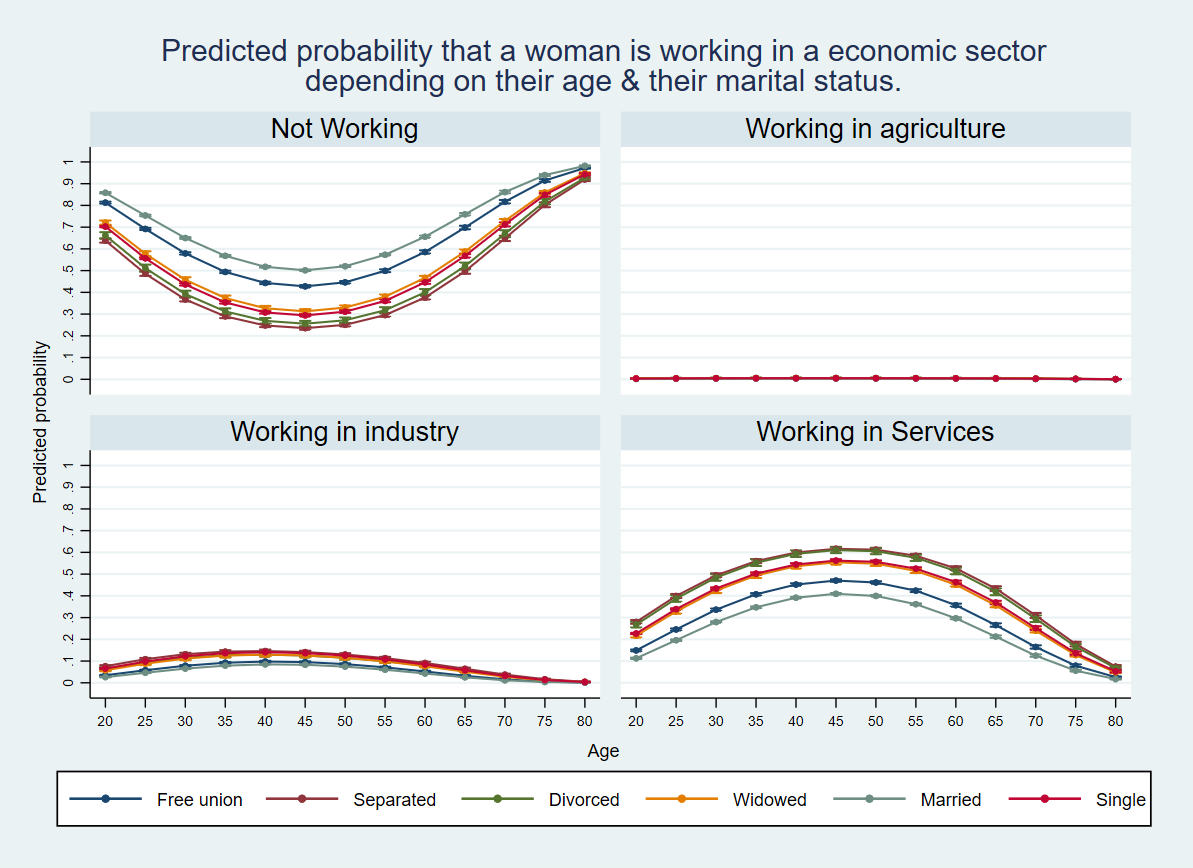 Predicted probability that a woman is working in a economic sector
depending on their age & their marital status.
Not Working
Working in agriculture
Predicted probability
1
.9
.8
.7
.6
.5
.4
.3
.2
.1
0
Working in industry
Working in Services
1
.9
.8
.7
.6
.5
.4
.3
.2
.1
0
20 25 30 35 40 45 50 55 60 65 70 75 80
20 25 30 35 40 45 50 55 60 65 70 75 80
Age
Free union Separated Divorced Widowed Married Single